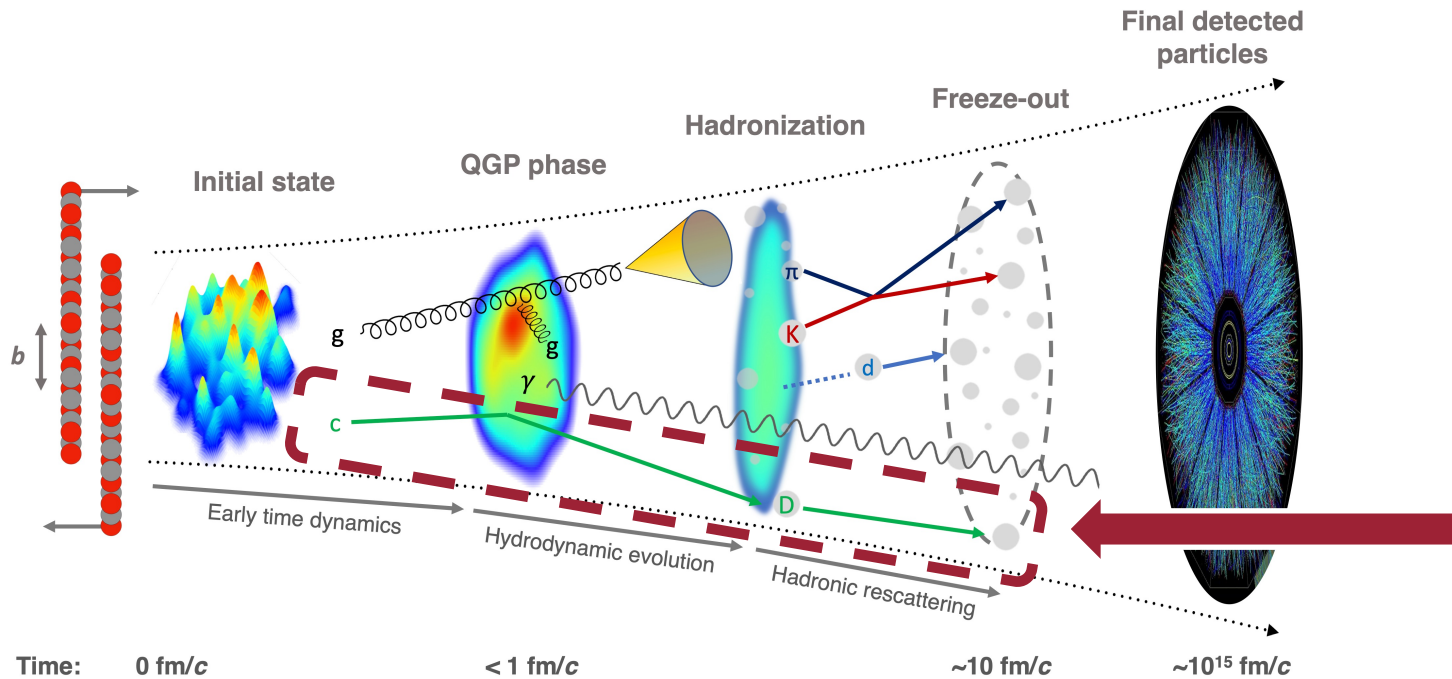 Final detected
particles
Freeze-out
Hadronization
QGP phase
Initial state
π
g
K
b
g
d
γ
c
D
Early time dynamics
Hydrodynamic evolution
Hadronic rescattering
Time: 0 fm/c < 1 fm/c ~10 fm/c ~10¹⁵ fm/c